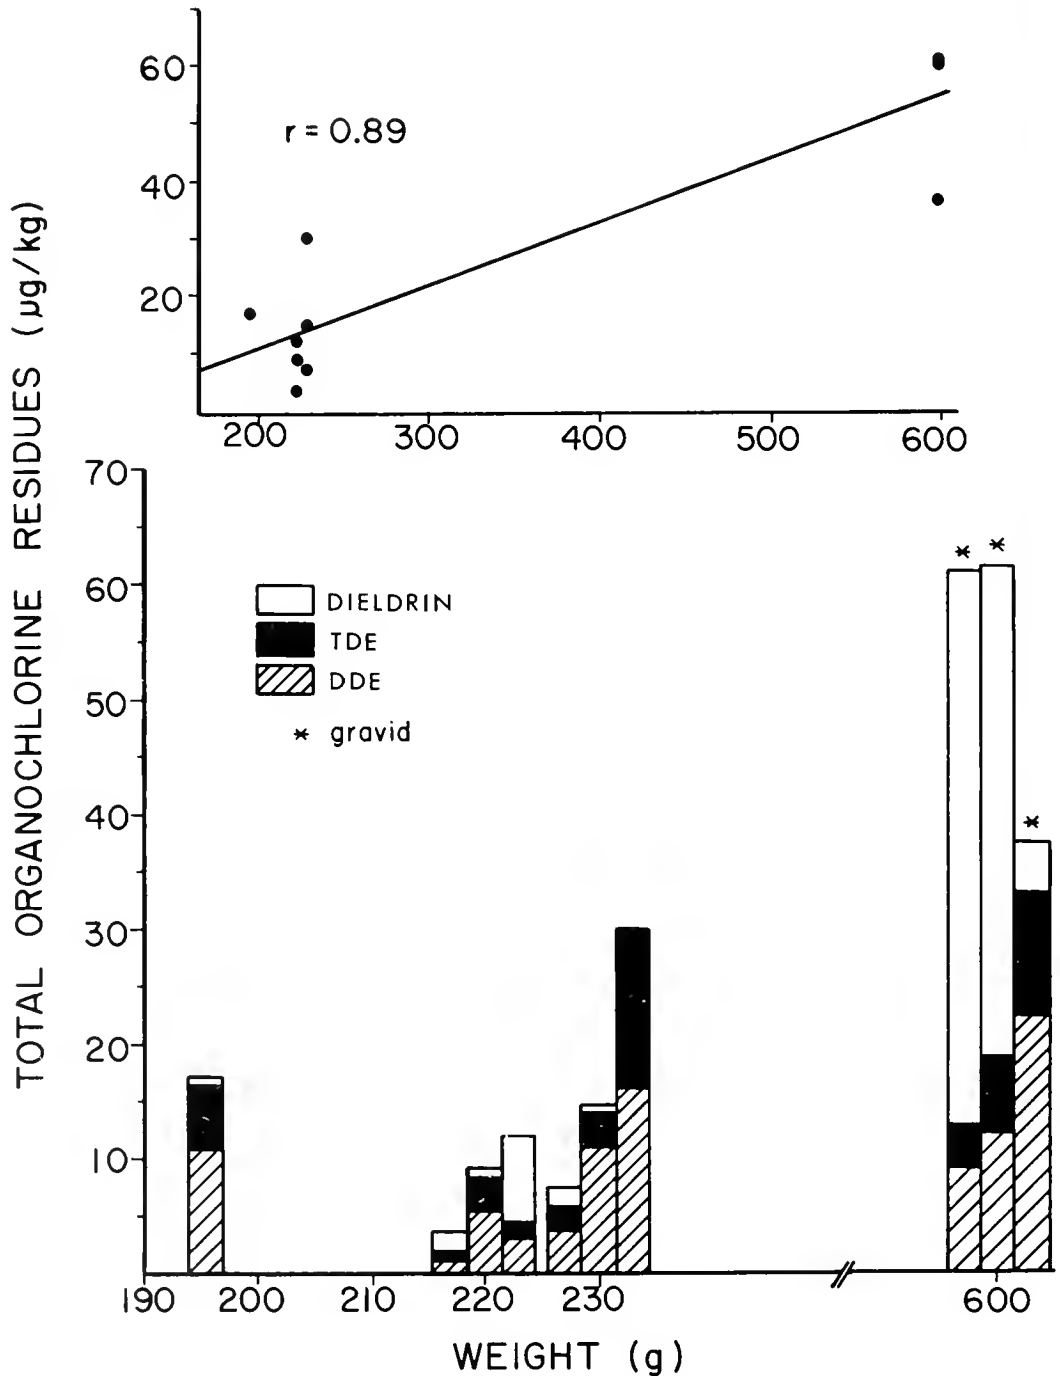 TOTAL ORGANOCHLORINE RESIDUES (µg/kg)
60
40
20
r = 0.89
200 300 400 500 600
70
60
50
40
30
20
10
DIELDRIN
TDE
DDE
* gravid
* * *
190 200 210 220 230 600
WEIGHT (g)